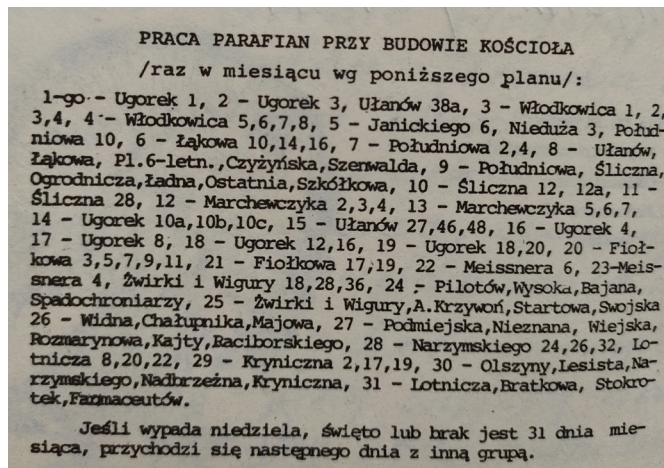 PRACA PARAFIAN PRZY BUDOWIE KOŚCIOŁA
/raz w miesiącu wg poniższego planu/:
1-go - Ugorek 1, 2 - Ugorek 3, Ułanów 38a, 3 - Włodkowica 1, 2,
3,4, 4 - Włodkowica 5,6,7,8, 5 - Janickiego 6, Nieduża 3, Połud-
niowa 10, 6 - Łąkowa 10,14,16, 7 - Południowa 2,4, 8 - Ułanów,
Łąkowa, Pl.6-letn.,Czyżyńska,Szenwalda, 9 - Południowa, Śliczna,
Ogrodnicza,Ładna,Ostatnia,Szkółkowa, 10 - Śliczna 12, 12a, 11 -
Śliczna 28, 12 - Marchewczyka 2,3,4, 13 - Marchewczyka 5,6,7,
14 - Ugorek 10a,10b,10c, 15 - Ułanów 27,46,48, 16 - Ugorek 4,
17 - Ugorek 8, 18 - Ugorek 12,16, 19 - Ugorek 18,20, 20 - Fioł-
kowa 3,5,7,9,11, 21 - Fiołkowa 17,19, 22 - Meissnera 6, 23-Meis-
snera 4, Żwirki i Wigury 18,28,36, 24 - Pilotów,Wysoka,Bajana,
Spadochroniarzy, 25 - Żwirki i Wigury,A.Krzywoń,Startowa,Swojska
26 - Widna,Chałupnika,Majowa, 27 - Podmiejska,Nieznana, Wiejska,
Rozmarynowa,Kajty,Raciborskiego, 28 - Narzymskiego 24,26,32, Lo-
tnicza 8,20,22, 29 - Kryniczna 2,17,19, 30 - Olszyny,Lesista,Na-
rzymskiego,Nadbrzeżna,Kryniczna, 31 - Lotnicza,Bratkowa, Stokro-
tek,Farmaceutów.
Jeśli wypada niedziela, święto lub brak jest 31 dnia mie-
siąca, przychodzi się następnego dnia z inną grupą.